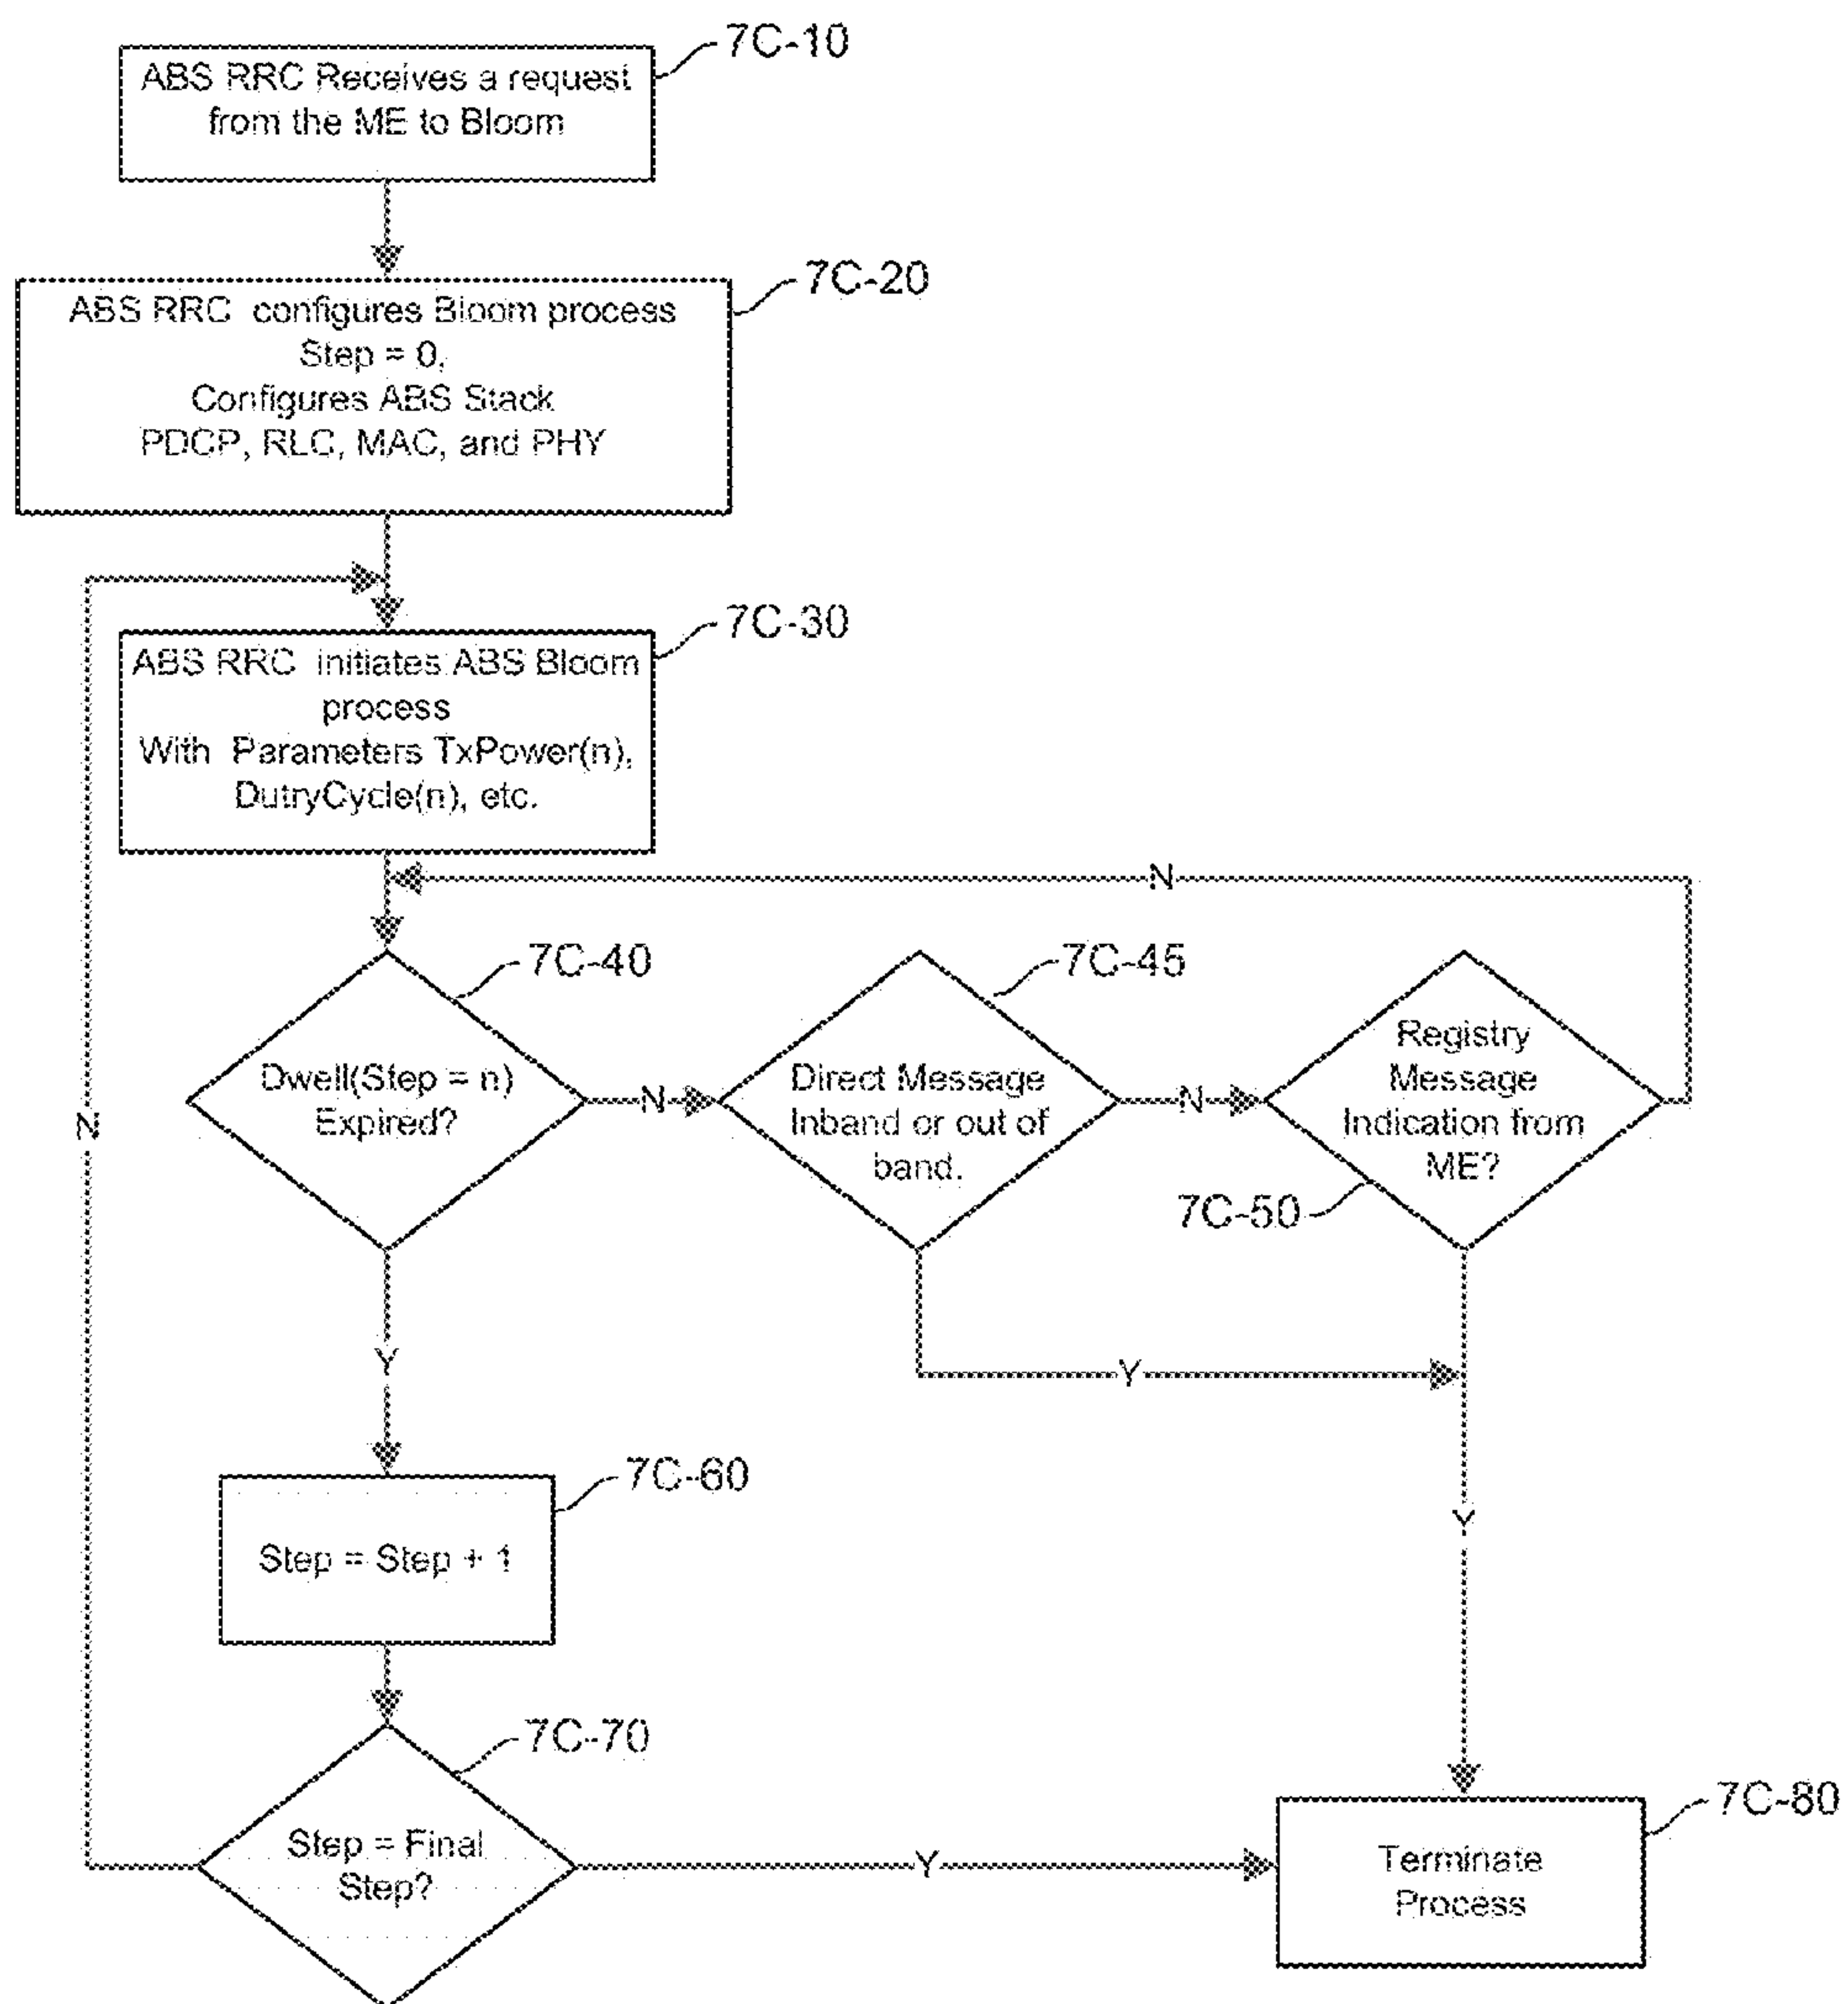 7C-10
ABS RRC Receives a request
from the ME to Bloom
7C-20
ABS RRC configures Bloom process
Step = 0,
Configures ABS Stack
PDCP, RLC, MAC, and PHY
7C-30
ABS RRC initiates ABS Bloom
process
With Parameters TxPower(n),
DutryCycle(n), etc.
N
7C-40
Dwell(Step = n)
Expired?
N
7C-45
Direct Message
Inband or out of
band.
N
Registry
Message
Indication from
ME?
7C-50
N
Y
Y
Y
7C-60
Step = Step + 1
7C-70
Step = Final
Step?
Y
7C-80
Terminate
Process